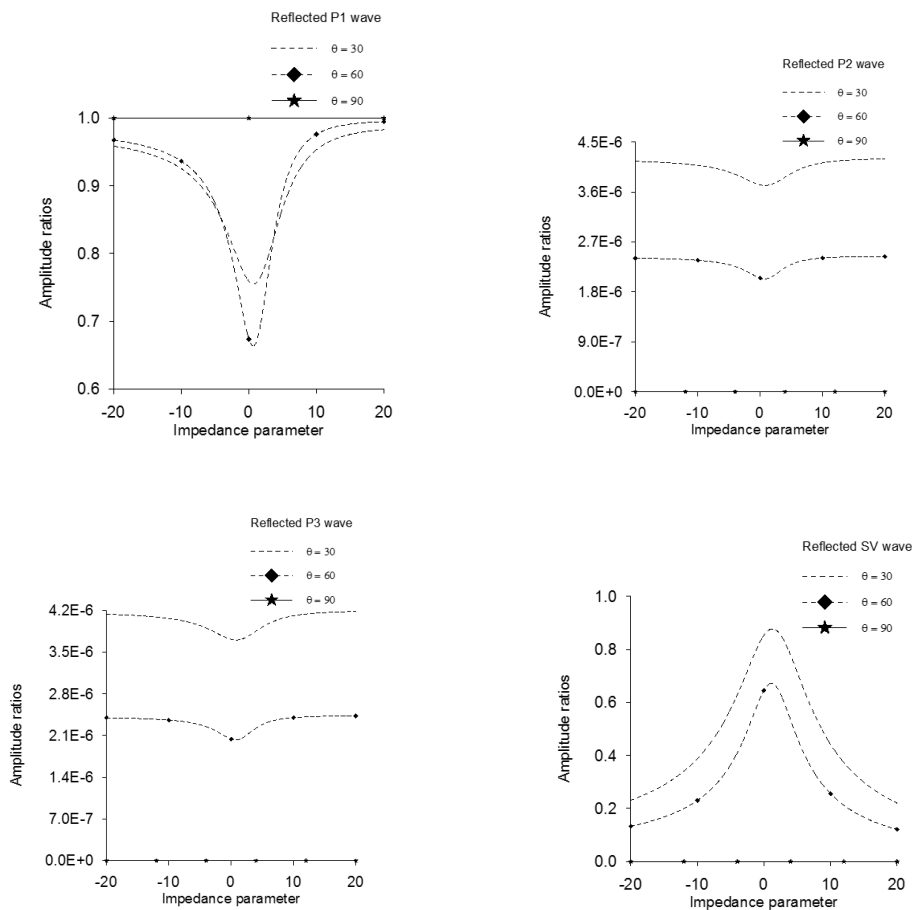 Reflected P1 wave
θ = 30
θ = 60
θ = 90
1.0
0.9
0.8
0.7
0.6
Amplitude ratios
-20 -10 0 10 20
Impedance parameter
Reflected P2 wave
θ = 30
θ = 60
θ = 90
4.5E-6
3.6E-6
2.7E-6
1.8E-6
9.0E-7
0.0E+0
Amplitude ratios
-20 -10 0 10 20
Impedance parameter
Reflected P3 wave
θ = 30
θ = 60
θ = 90
4.2E-6
3.5E-6
2.8E-6
2.1E-6
1.4E-6
7.0E-7
0.0E+0
Amplitude ratios
-20 -10 0 10 20
Impedance parameter
Reflected SV wave
θ = 30
θ = 60
θ = 90
1.0
0.8
0.6
0.4
0.2
0.0
Amplitude ratios
-20 -10 0 10 20
Impedance parameter